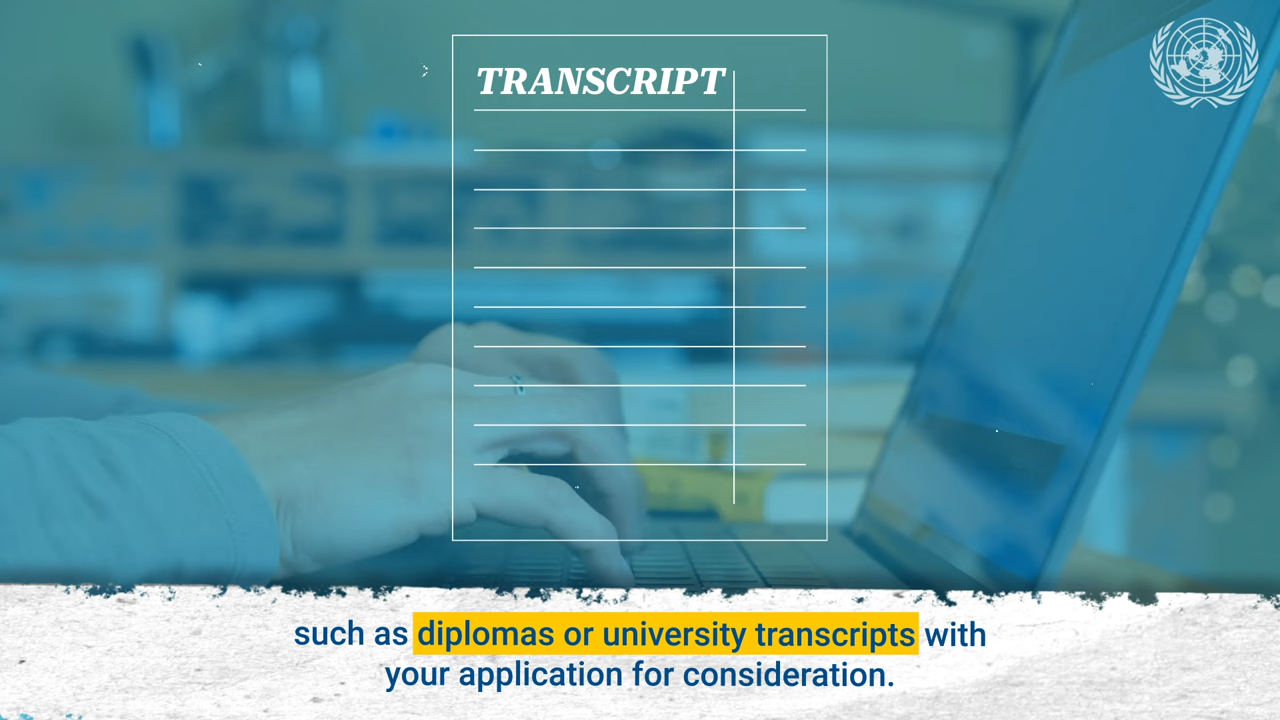 TRANSCRIPT
such as diplomas or university transcripts with
your application for consideration.